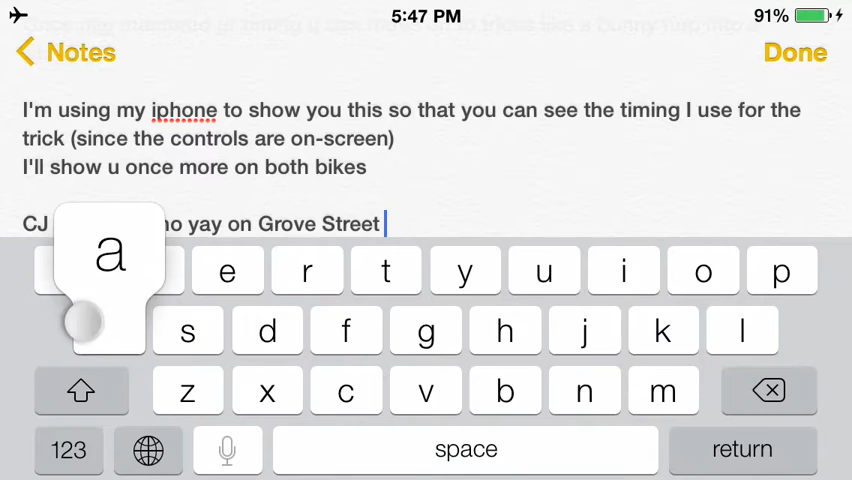 5:47 PM
91%
Notes
Done
I'm using my iphone to show you this so that you can see the timing I use for the
trick (since the controls are on-screen)
I'll show u once more on both bikes
CJ yay on Grove Street
a
e r t y u i o p
s d f g h j k l
z x c v b n m
123
space
return